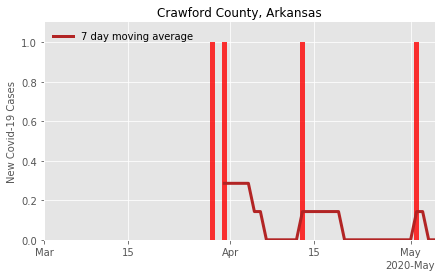 Crawford County, Arkansas
7 day moving average
New Covid-19 Cases
1.0
0.8
0.6
0.4
0.2
0.0
Mar 15 Apr 15 May
2020-May